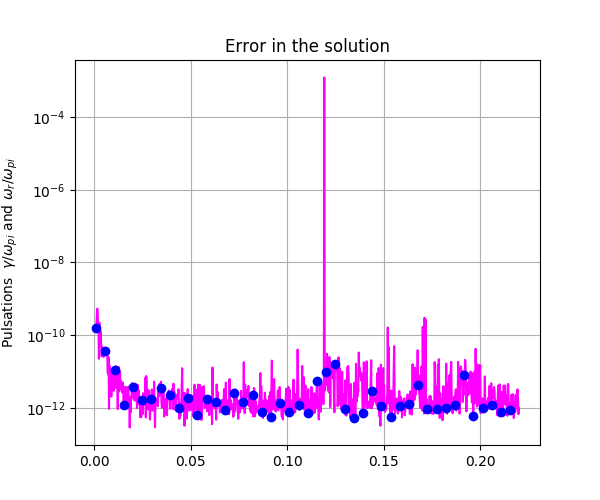 Error in the solution
Pulsations γ/ω_pi and ω_r/ω_pi
10⁻⁴
10⁻⁶
10⁻⁸
10⁻¹⁰
10⁻¹²
0.00 0.05 0.10 0.15 0.20